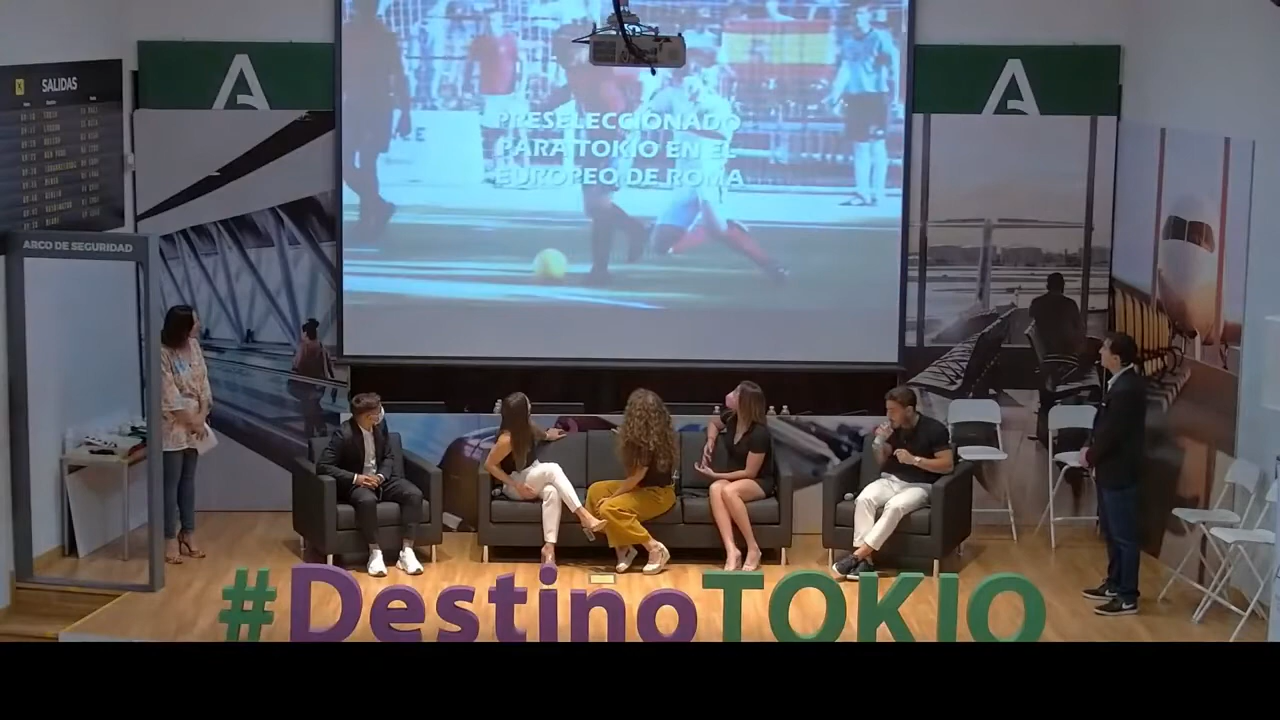 SALIDAS
ARCO DE SEGURIDAD
PRESELECCIONADO
PARA TOKIO EN EL
EUROPEO DE ROMA
#DestinoTOKIO